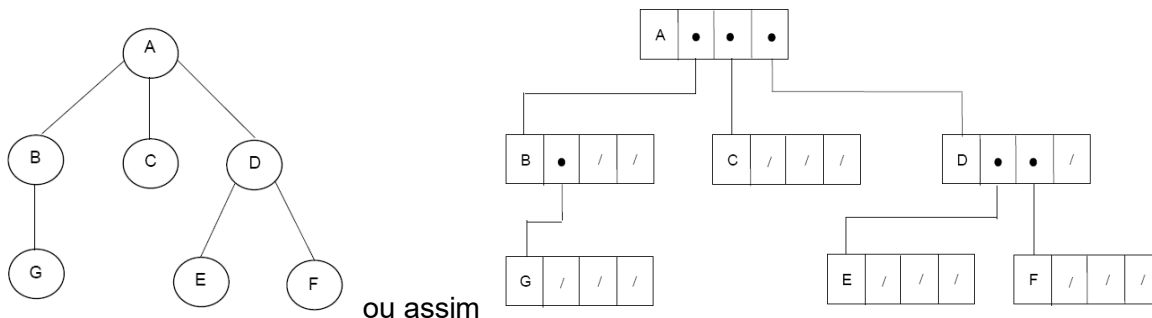 A
B C D
G E F
ou assim
A • • •
B • / /
C / / /
D • • /
G / / /
E / / /
F / / /